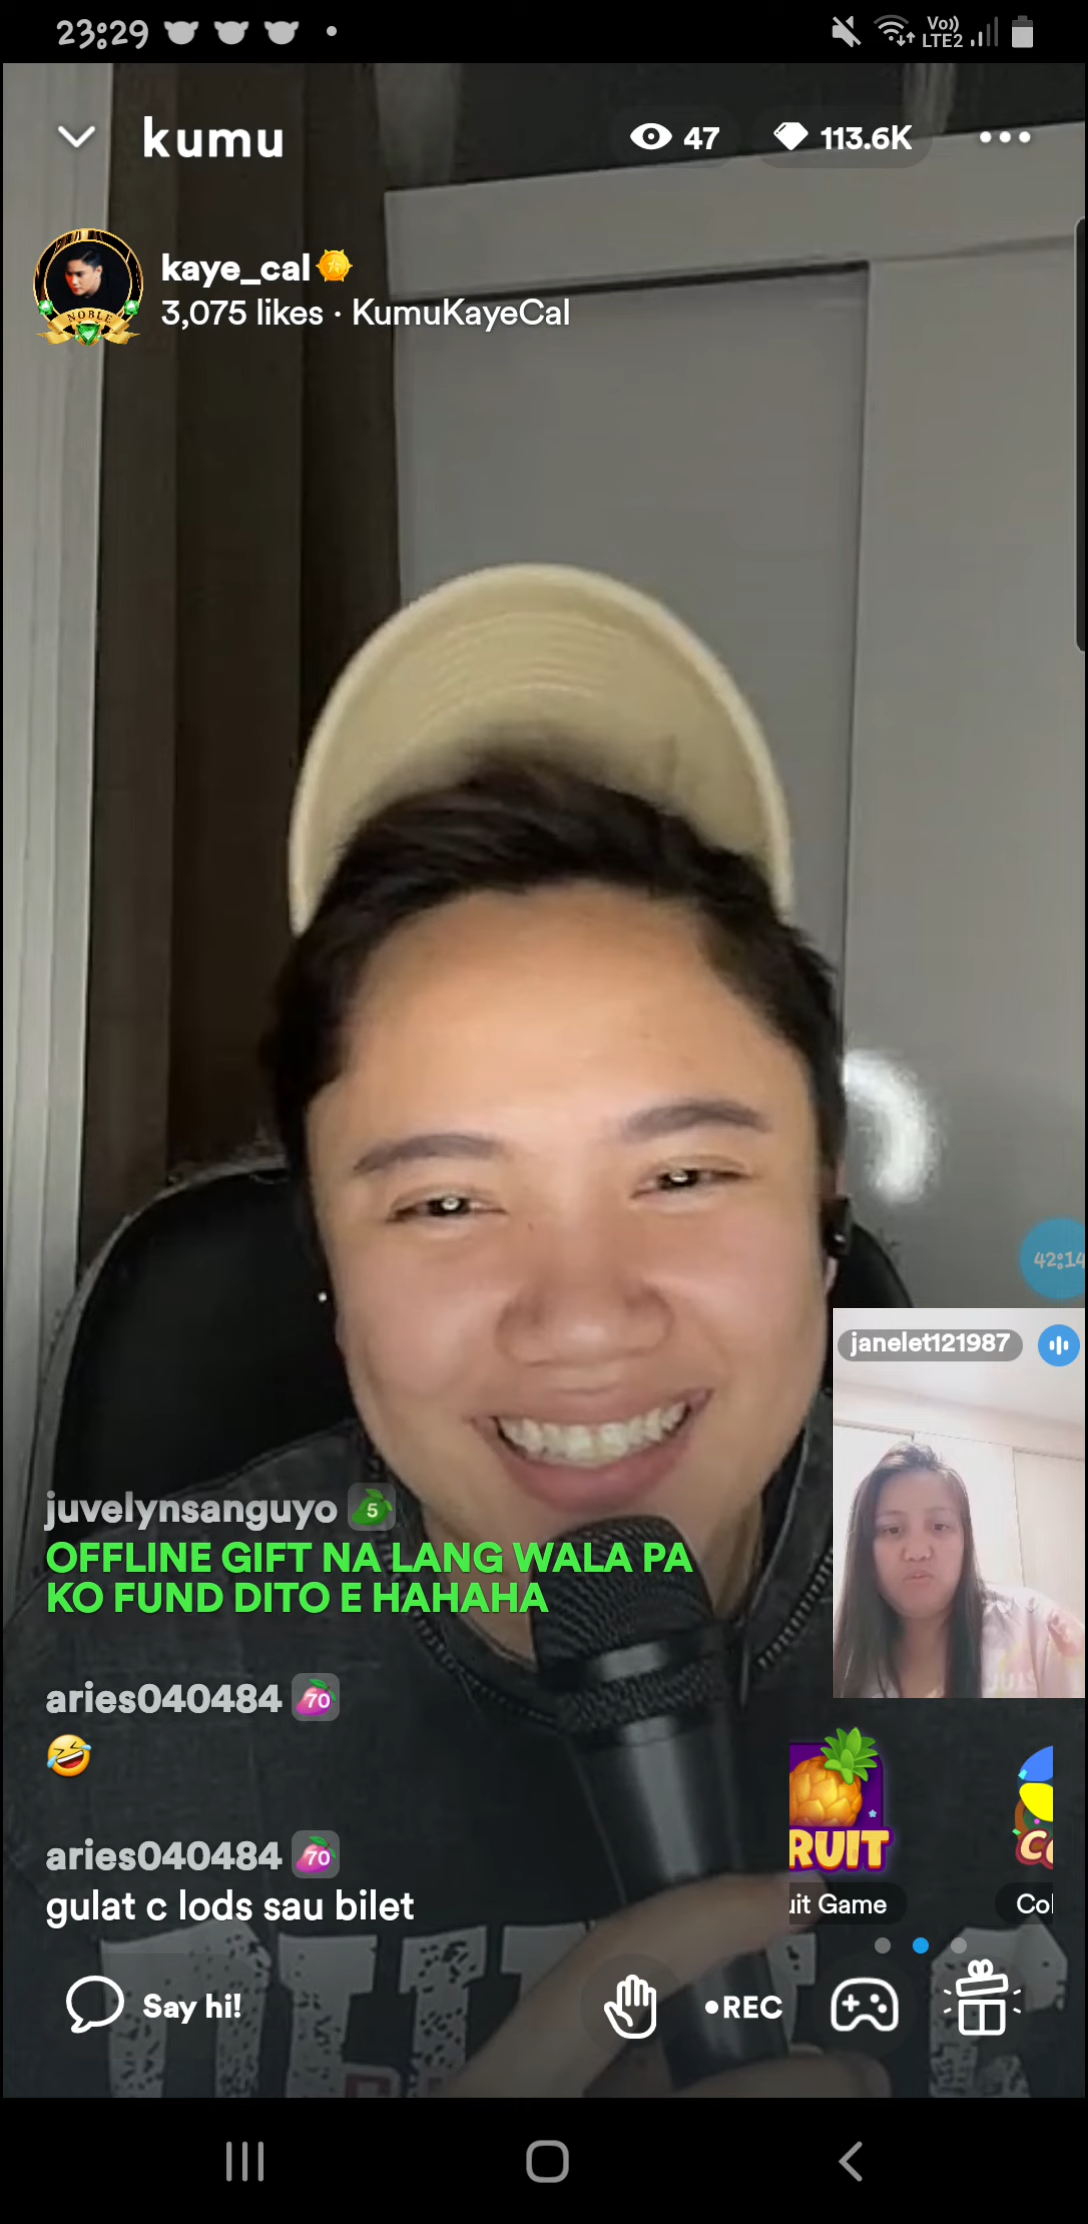 23:29
Vo))
LTE2
kumu
47
113.6K
kaye_cal
NOBLE
3,075 likes · KumuKayeCal
42:14
janelet121987
juvelynsanguyo 5
OFFLINE GIFT NA LANG WALA PA
KO FUND DITO E HAHAHA
aries040484 70
🤣
aries040484 70
gulat c lods sau bilet
RUIT
uit Game
Co
Col
Say hi!
•REC